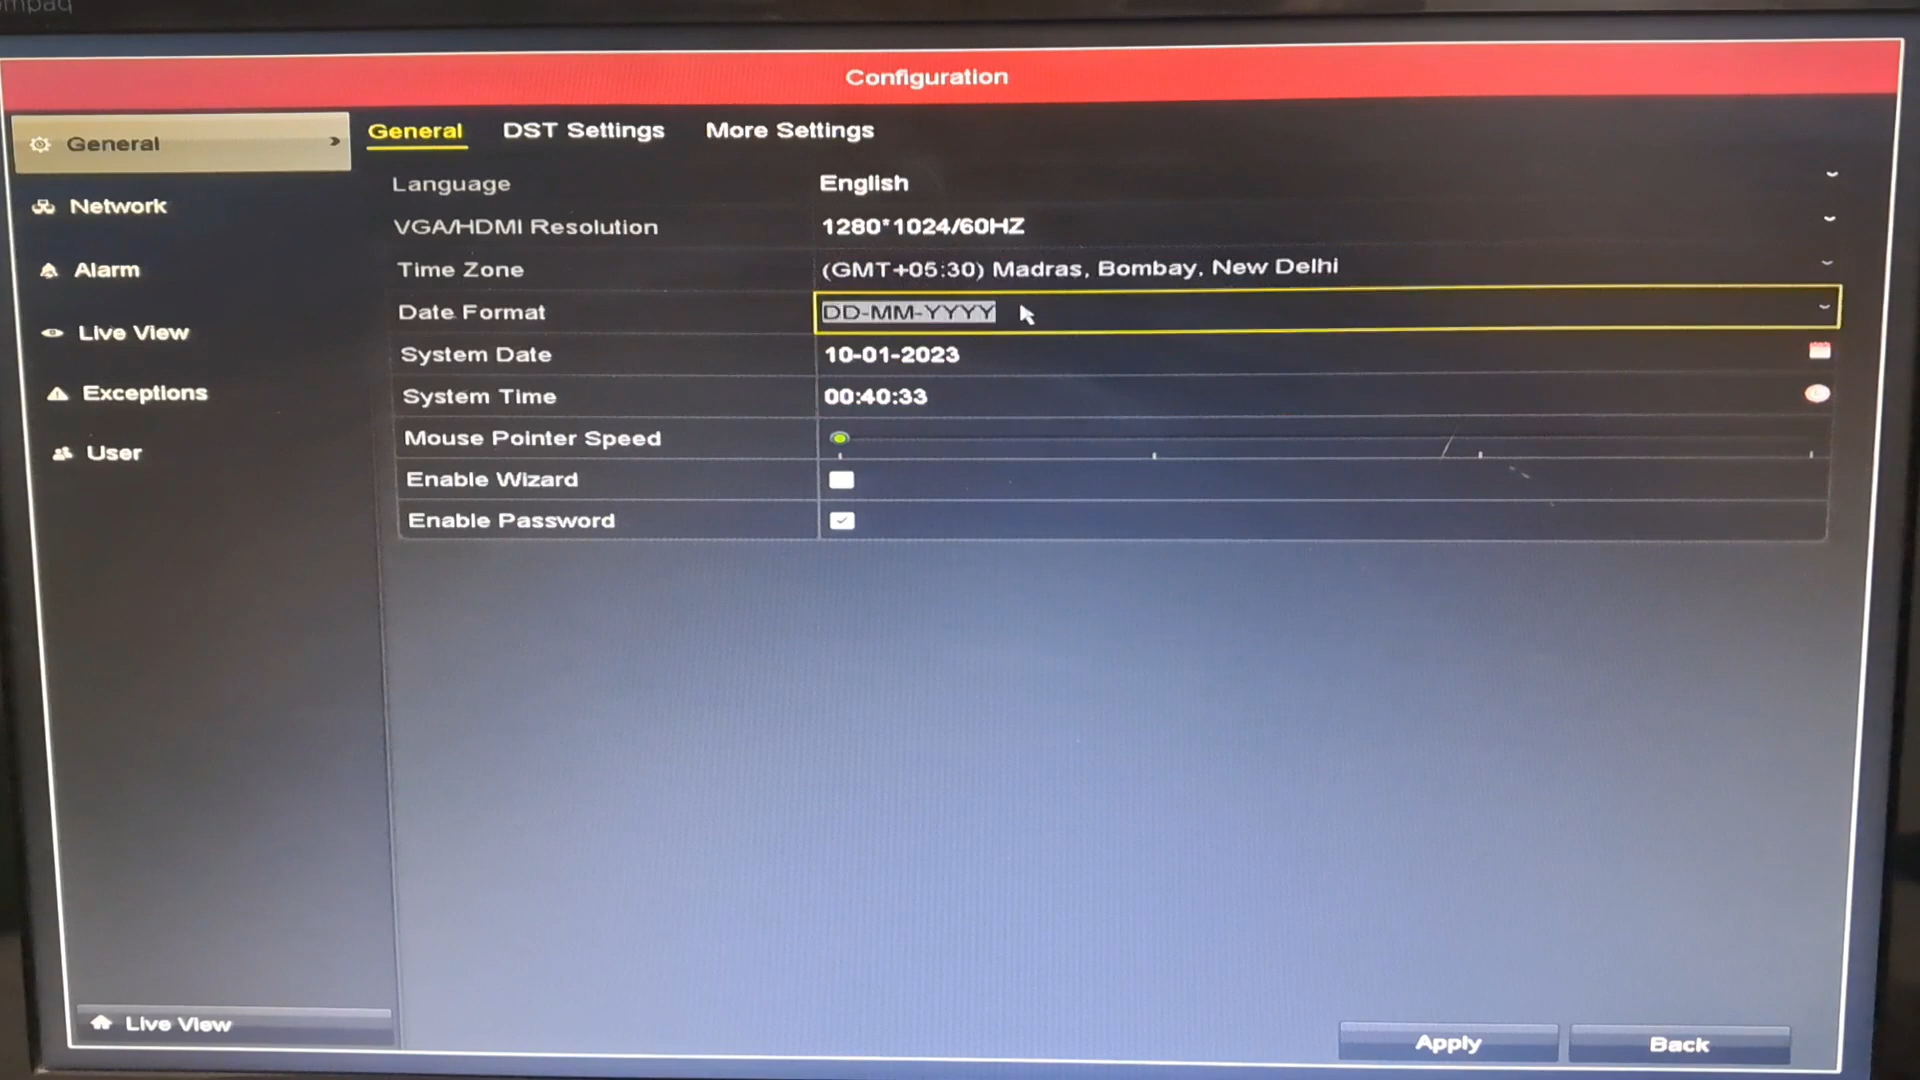 Configuration
General
Network
Alarm
Live View
Exceptions
User
General DST Settings More Settings
Language English
VGA/HDMI Resolution 1280*1024/60HZ
Time Zone (GMT+05:30) Madras, Bombay, New Delhi
Date Format DD-MM-YYYY
System Date 10-01-2023
System Time 00:40:33
Mouse Pointer Speed
Enable Wizard
Enable Password
Live View
Apply Back